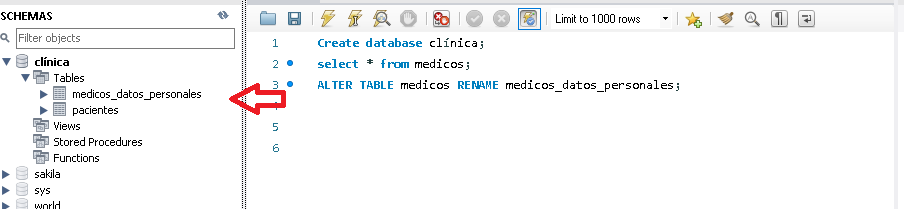 SCHEMAS
Filter objects
clínica
Tables
medicos_datos_personales
pacientes
Views
Stored Procedures
Functions
sakila
sys
world
Limit to 1000 rows
1 Create database clínica;
2 select * from medicos;
3 ALTER TABLE medicos RENAME medicos_datos_personales;
4
5
6